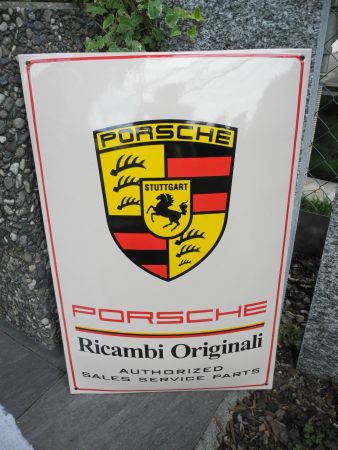 PORSCHE
STUTTGART
PORSCHE
Ricambi Originali
AUTHORIZED
SALES SERVICE PARTS